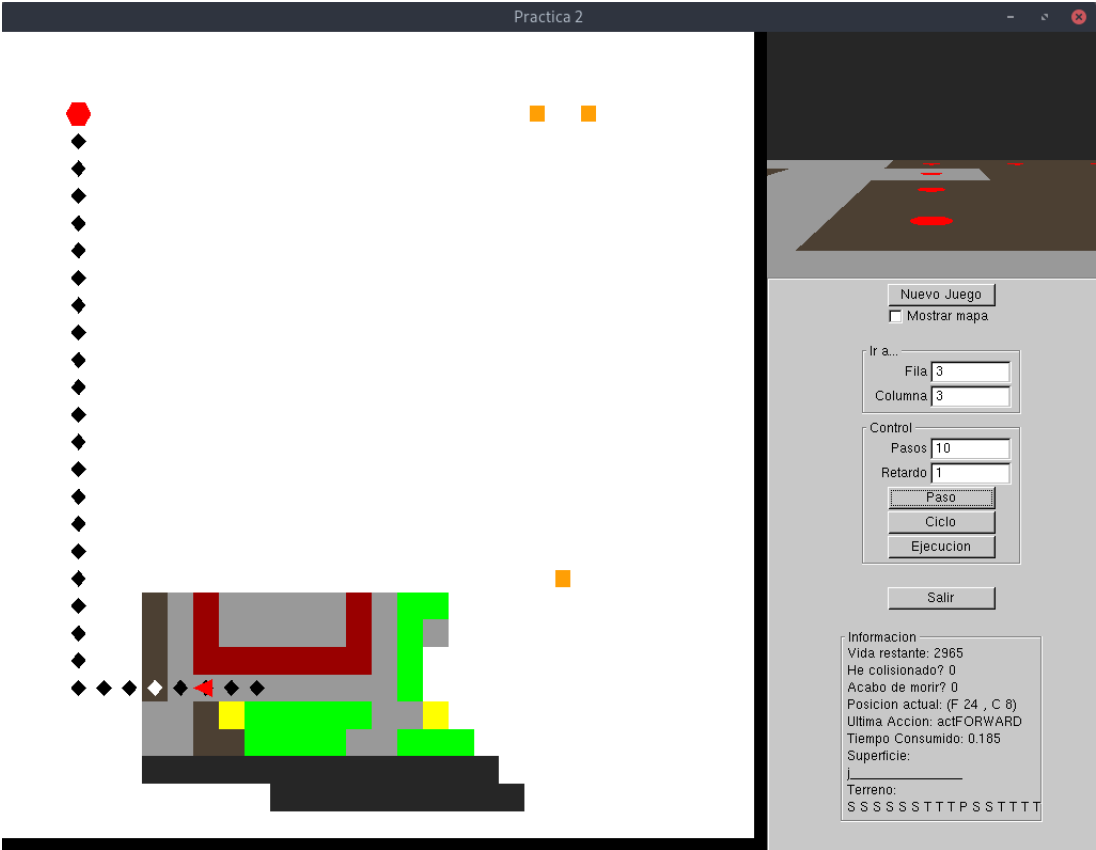 Practica 2
Nuevo Juego
Mostrar mapa
Ir a...
Fila 3
Columna 3
Control
Pasos 10
Retardo 1
Paso
Ciclo
Ejecucion
Salir
Informacion
Vida restante: 2965
He colisionado? 0
Acabo de morir? 0
Posicion actual: (F 24 , C 8)
Ultima Accion: actFORWARD
Tiempo Consumido: 0.185
Superficie:
j_______________
Terreno:
S S S S S S T T T P S S T T T T